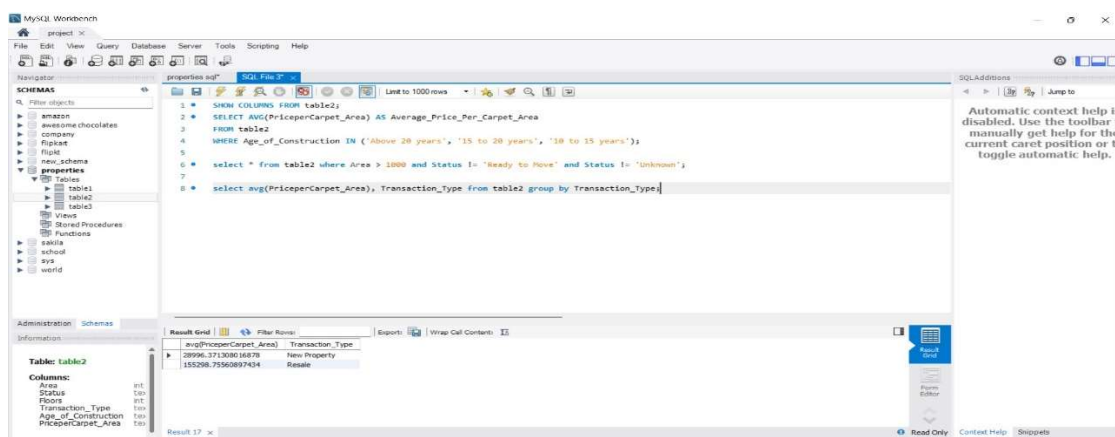 MySQL Workbench
project ×
File Edit View Query Database Server Tools Scripting Help
Navigator
SCHEMAS
Filter objects
amazon
awesome chocolates
company
flipkart
flipkt
new_schema
properties
Tables
table1
table2
table3
Views
Stored Procedures
Functions
sakila
school
sys
world
Administration Schemas
Information
Table: table2
Columns:
Area int
Status tex
Floors int
Transaction_Type tex
Age_of_Construction tex
PriceperCarpet_Area tex
properties sql* SQL File 3* ×
Limit to 1000 rows
1 SHOW COLUMNS FROM table2;
2 SELECT AVG(PriceperCarpet_Area) AS Average_Price_Per_Carpet_Area
3 FROM table2
4 WHERE Age_of_Construction IN ('Above 20 years', '15 to 20 years', '10 to 15 years');
5
6 select * from table2 where Area > 1000 and Status != 'Ready to Move' and Status != 'Unknown';
7
8 select avg(PriceperCarpet_Area), Transaction_Type from table2 group by Transaction_Type;
Result Grid Filter Rows: Export: Wrap Cell Content:
avg(PriceperCarpet_Area) Transaction_Type
28996.371308016878 New Property
155298.75560897434 Resale
Result Grid
Form Editor
Result 17 ×
Read Only
SQLAdditions
Jump to
Automatic context help i
disabled. Use the toolbar
manually get help for the
current caret position or t
toggle automatic help.
Context Help Snippets